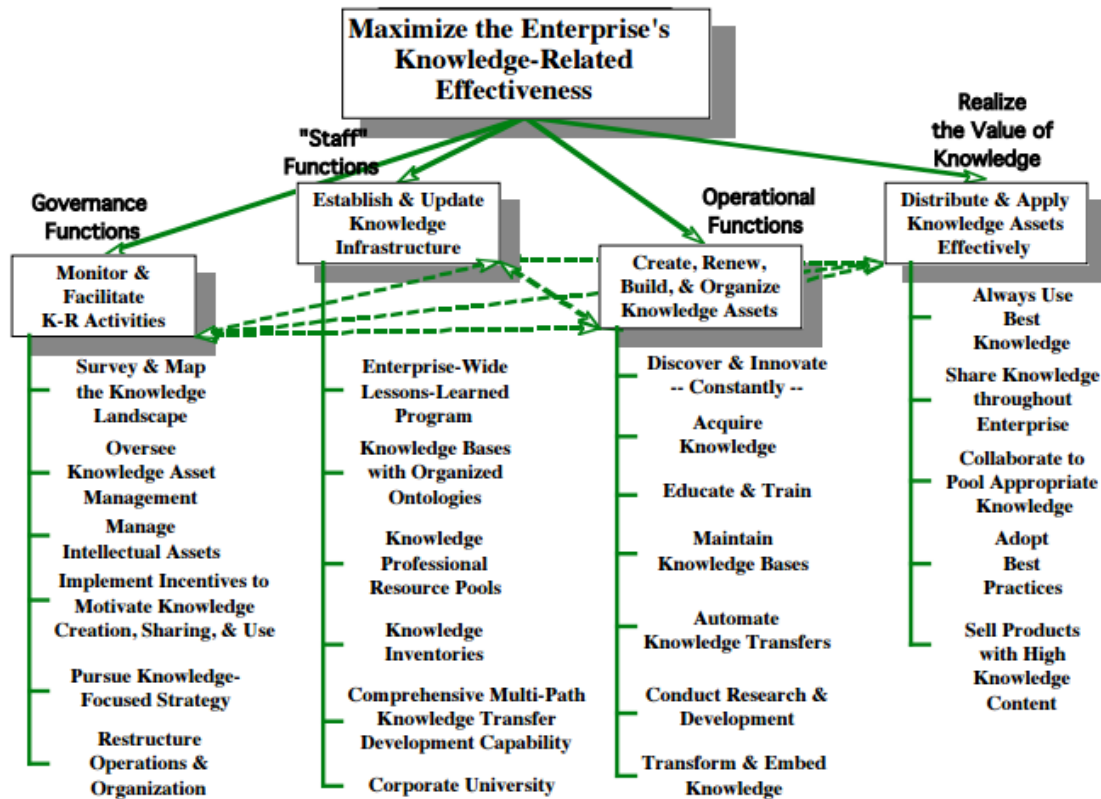 Maximize the Enterprise's
Knowledge-Related
Effectiveness
Governance
Functions
Monitor &
Facilitate
K-R Activities
Survey & Map
the Knowledge
Landscape
Oversee
Knowledge Asset
Management
Manage
Intellectual Assets
Implement Incentives to
Motivate Knowledge
Creation, Sharing, & Use
Pursue Knowledge-
Focused Strategy
Restructure
Operations &
Organization
"Staff"
Functions
Establish & Update
Knowledge
Infrastructure
Enterprise-Wide
Lessons-Learned
Program
Knowledge Bases
with Organized
Ontologies
Knowledge
Professional
Resource Pools
Knowledge
Inventories
Comprehensive Multi-Path
Knowledge Transfer
Development Capability
Corporate University
Operational
Functions
Create, Renew,
Build, & Organize
Knowledge Assets
Discover & Innovate
-- Constantly --
Acquire
Knowledge
Educate & Train
Maintain
Knowledge Bases
Automate
Knowledge Transfers
Conduct Research &
Development
Transform & Embed
Knowledge
Realize
the Value of
Knowledge
Distribute & Apply
Knowledge Assets
Effectively
Always Use
Best
Knowledge
Share Knowledge
throughout
Enterprise
Collaborate to
Pool Appropriate
Knowledge
Adopt
Best
Practices
Sell Products
with High
Knowledge
Content